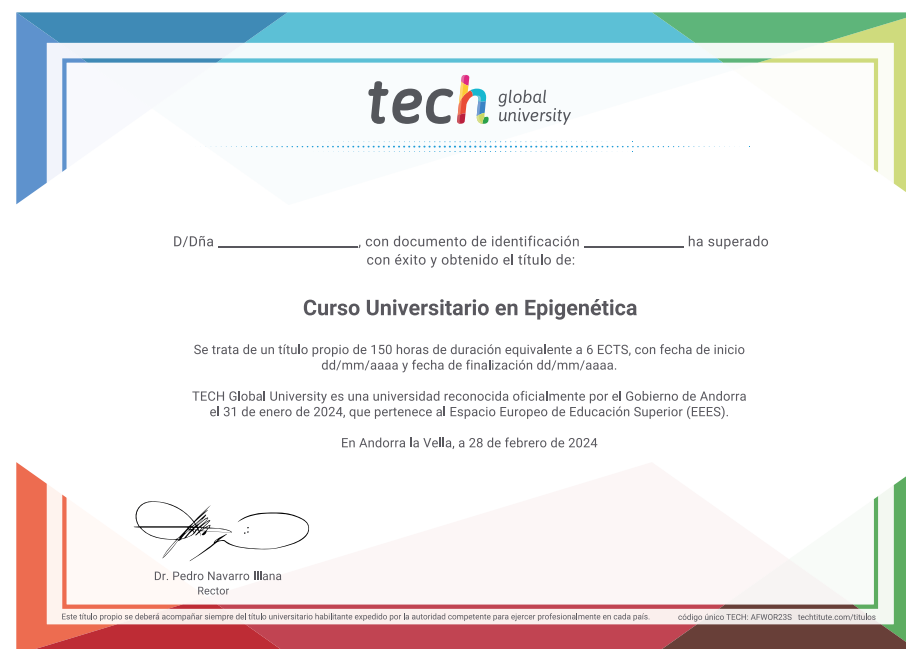 tech global university
D/Dña ____________________, con documento de identificación ______________ ha superado
con éxito y obtenido el título de:
Curso Universitario en Epigenética
Se trata de un título propio de 150 horas de duración equivalente a 6 ECTS, con fecha de inicio
dd/mm/aaaa y fecha de finalización dd/mm/aaaa.
TECH Global University es una universidad reconocida oficialmente por el Gobierno de Andorra
el 31 de enero de 2024, que pertenece al Espacio Europeo de Educación Superior (EEES).
En Andorra la Vella, a 28 de febrero de 2024
Dr. Pedro Navarro Illana
Rector
Este título propio se deberá acompañar siempre del título universitario habilitante expedido por la autoridad competente para ejercer profesionalmente en cada país. código único TECH: AFWOR23S techtitute.com/titulos